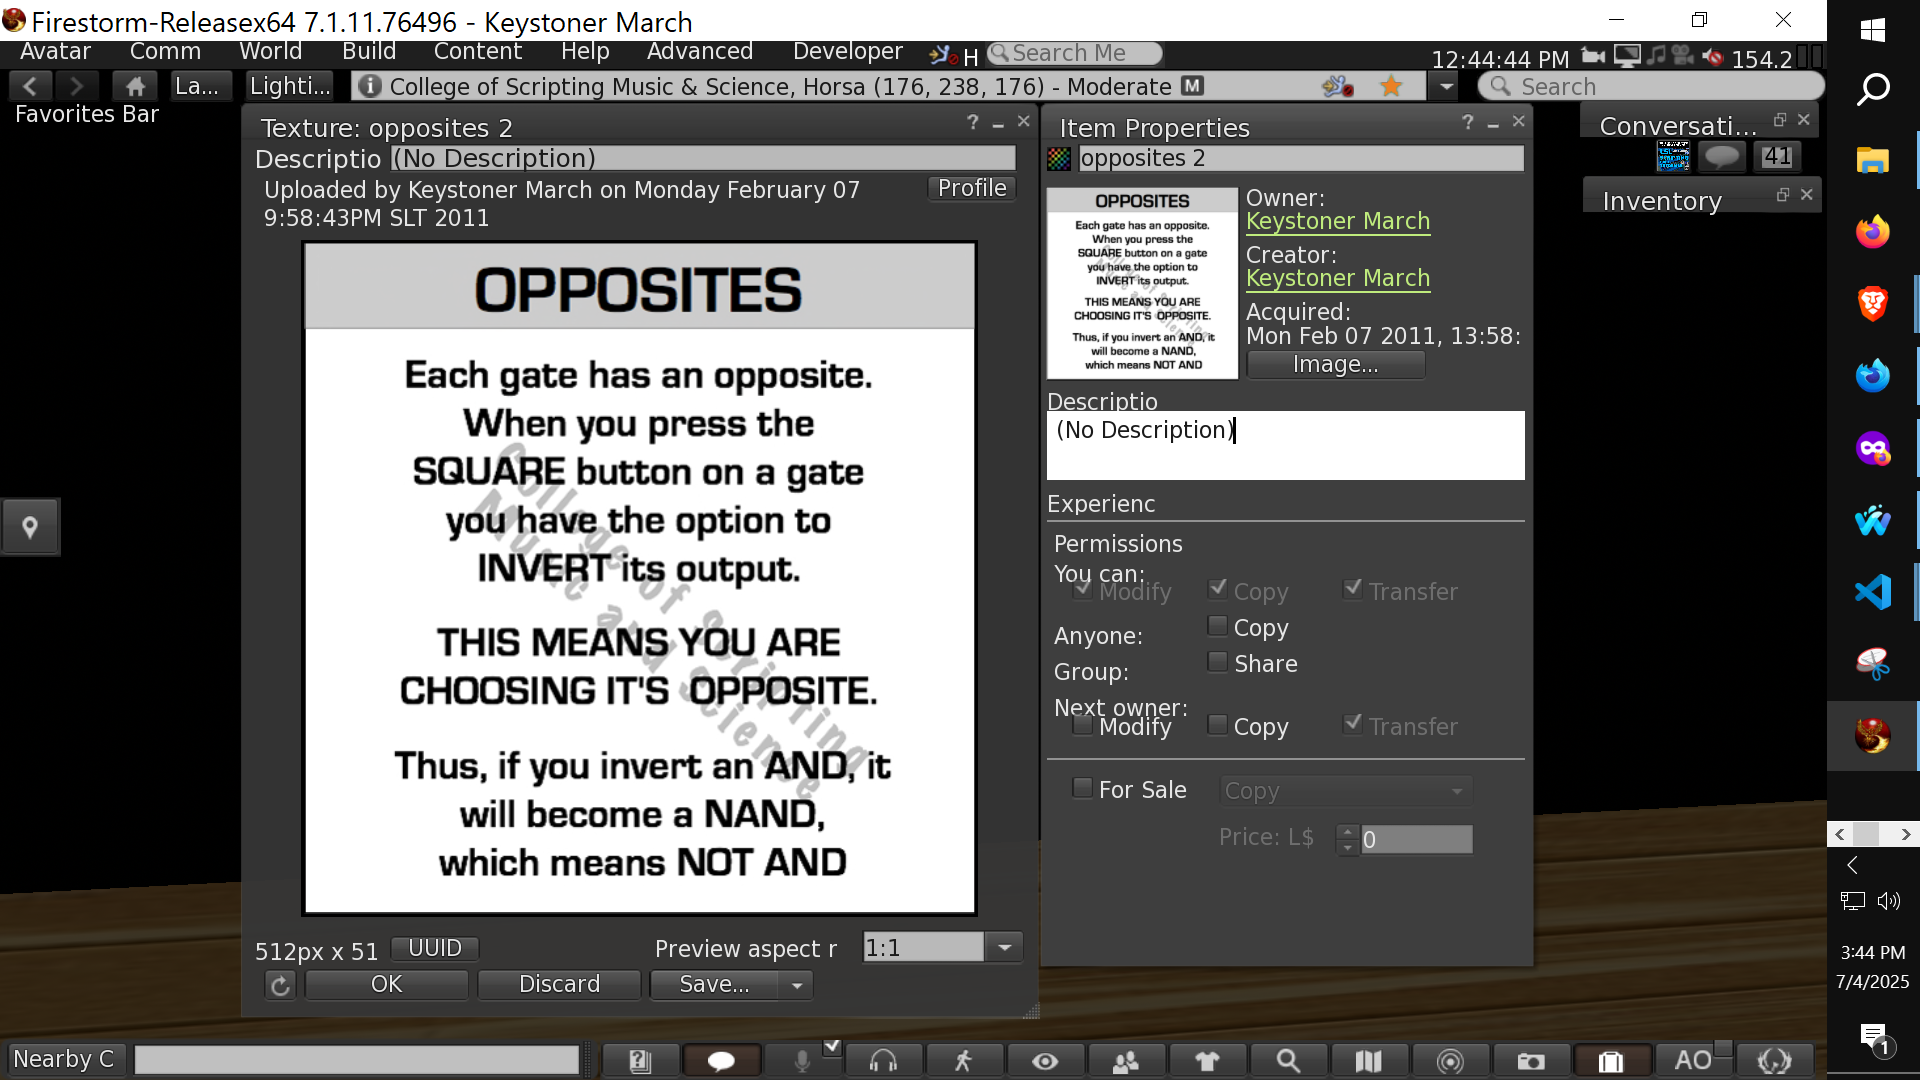 Firestorm-Releasex64 7.1.11.76496 - Keystoner March
Avatar Comm World Build Content Help Advanced Developer H Search Me 12:44:44 PM 154.2
La... Lighti... College of Scripting Music & Science, Horsa (176, 238, 176) - Moderate M Search
Favorites Bar
Texture: opposites 2
Descriptio (No Description)
Uploaded by Keystoner March on Monday February 07
9:58:43PM SLT 2011
Profile
OPPOSITES
Each gate has an opposite.
When you press the
SQUARE button on a gate
you have the option to
INVERT its output.
THIS MEANS YOU ARE
CHOOSING IT'S OPPOSITE.
Thus, if you invert an AND, it
will become a NAND,
which means NOT AND
College of Scripting
Music and Science
512px x 51 UUID Preview aspect r 1:1
OK Discard Save...
Item Properties
opposites 2
OPPOSITES
Each gate has an opposite.
When you press the
SQUARE button on a gate
you have the option to
INVERT its output.
THIS MEANS YOU ARE
CHOOSING IT'S OPPOSITE.
Thus, if you invert an AND, it
will become a NAND,
which means NOT AND
College of Scripting
Music and Science
Owner:
Keystoner March
Creator:
Keystoner March
Acquired:
Mon Feb 07 2011, 13:58:
Image...
Descriptio
(No Description)
Experienc
Permissions
You can:
Modify Copy Transfer
Anyone: Copy
Group: Share
Next owner:
Modify Copy Transfer
For Sale Copy
Price: L$ 0
Conversati...
41
Inventory
Nearby C
AO
3:44 PM
7/4/2025
1